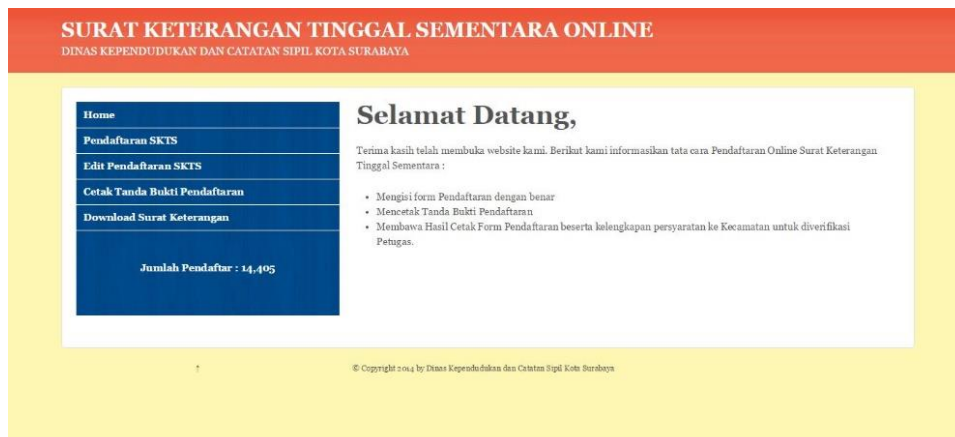 SURAT KETERANGAN TINGGAL SEMENTARA ONLINE
DINAS KEPENDUDUKAN DAN CATATAN SIPIL KOTA SURABAYA
Home
Pendaftaran SKTS
Edit Pendaftaran SKTS
Cetak Tanda Bukti Pendaftaran
Download Surat Keterangan
Jumlah Pendaftar : 14,405
Selamat Datang,
Terima kasih telah membuka website kami. Berikut kami informasikan tata cara Pendaftaran Online Surat Keterangan
Tinggal Sementara :
• Mengisi form Pendaftaran dengan benar
• Mencetak Tanda Bukti Pendaftaran
• Membawa Hasil Cetak Form Pendaftaran beserta kelengkapan persyaratan ke Kecamatan untuk diverifikasi
Petugas.
↑
© Copyright 2014 by Dinas Kependudukan dan Catatan Sipil Kota Surabaya